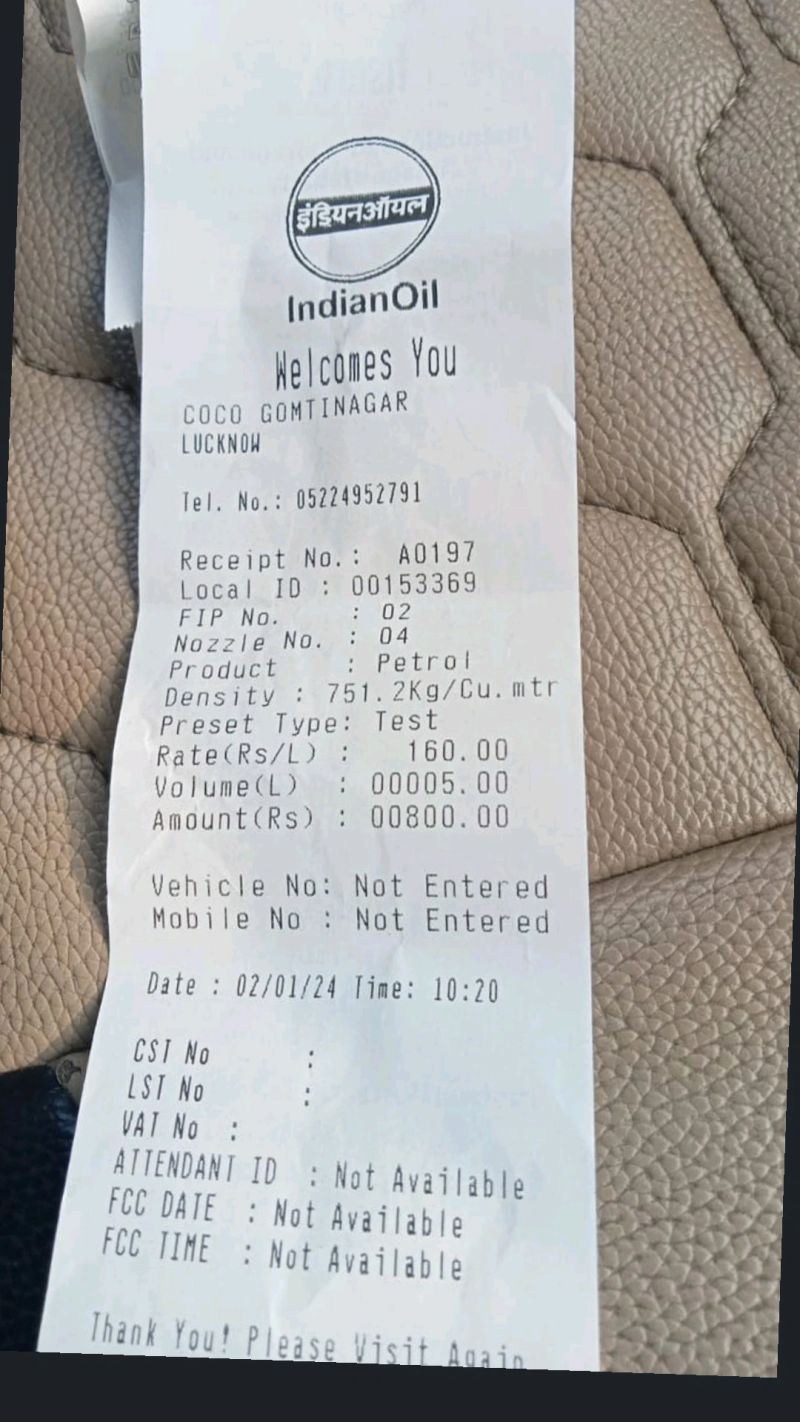 इंडियनऑयल
IndianOil
Welcomes You
COCO GOMTINAGAR
LUCKNOW
Tel. No.: 05224952791
Receipt No.: A0197
Local ID : 00153369
FIP No. : 02
Nozzle No. : 04
Product : Petrol
Density : 751.2Kg/Cu.mtr
Preset Type: Test
Rate(Rs/L) : 160.00
Volume(L) : 00005.00
Amount(Rs) : 00800.00
Vehicle No: Not Entered
Mobile No : Not Entered
Date : 02/01/24 Time: 10:20
CST No :
LST No :
VAT No :
ATTENDANT ID : Not Available
FCC DATE : Not Available
FCC TIME : Not Available
Thank You! Please Visit Again